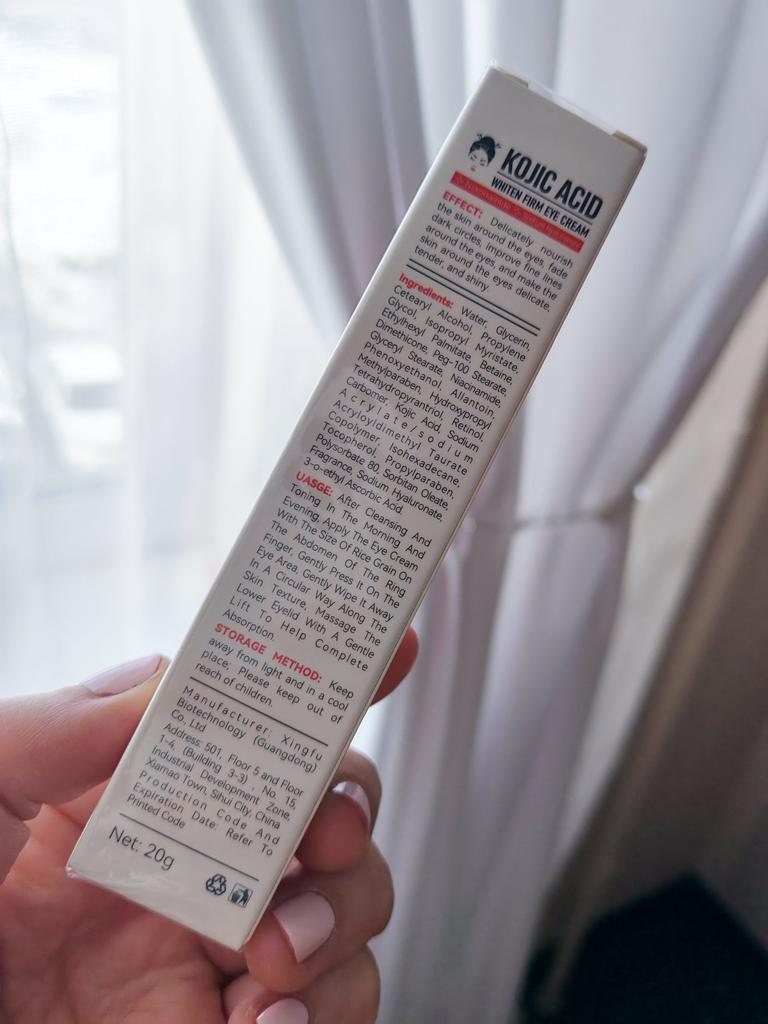 KOJIC ACID
WHITEN FIRM EYE CREAM
Niacinamide
EFFECT: Delicately nourish
the skin around the eyes, fade
dark circles, improve fine lines
around the eyes, and make the
skin around the eyes delicate,
tender, and shiny.
Ingredients: Water, Glycerin,
Cetearyl Alcohol, Propylene
Glycol, Isopropyl Myristate,
Ethylhexyl Palmitate, Betaine,
Dimethicone, Peg-100 Stearate,
Glyceryl Stearate, Niacinamide,
Phenoxyethanol, Allantoin,
Methylparaben, Hydroxypropyl
Tetrahydropyrantriol, Retinol,
Carbomer, Kojic Acid, Sodium
Acrylate/sodium
Acryloyldimethyl Taurate
Copolymer, Isohexadecane,
Tocopherol, Propylparaben,
Polysorbate 80, Sorbitan Oleate,
Fragrance, Sodium Hyaluronate,
3-o-ethyl Ascorbic Acid.
UASGE: After Cleansing And
Toning In The Morning And
Evening, Apply The Eye Cream
With The Size Of Rice Grain On
The Abdomen Of The Ring
Finger, Gently Press It On The
Eye Area, Gently Wipe It Away
In A Circular Way Along The
Skin Texture, Massage The
Lower Eyelid With A Gentle
Lift To Help Complete
Absorption.
STORAGE METHOD: Keep
away from light and in a cool
place; Please keep out of
reach of children.
Manufacturer: Xingfu
Biotechnology (Guangdong)
Co., Ltd
Address: 501, Floor 5 and Floor
1-4, (Building 3-3), No. 15,
Industrial Development Zone,
Xiamao Town, Sihui City, China
Production Code And
Expiration Date: Refer To
Printed Code
Net: 20g